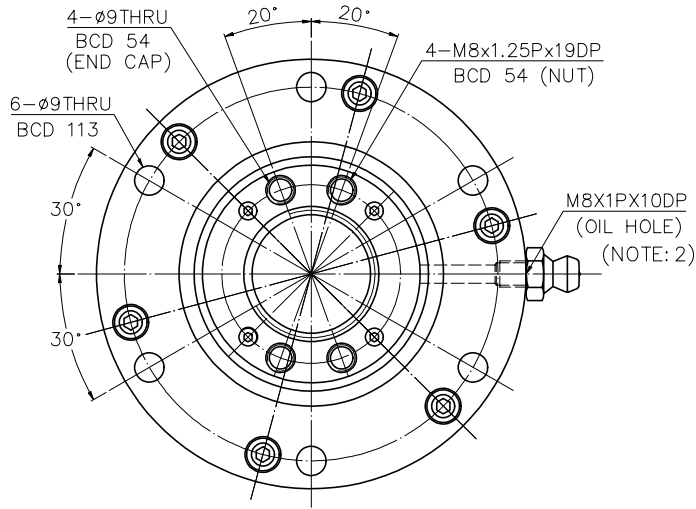 4-ø9THRU
BCD 54
(END CAP)
20°
20°
4-M8x1.25Px19DP
BCD 54 (NUT)
6-ø9THRU
BCD 113
30°
30°
M8X1PX10DP
(OIL HOLE)
(NOTE:2)